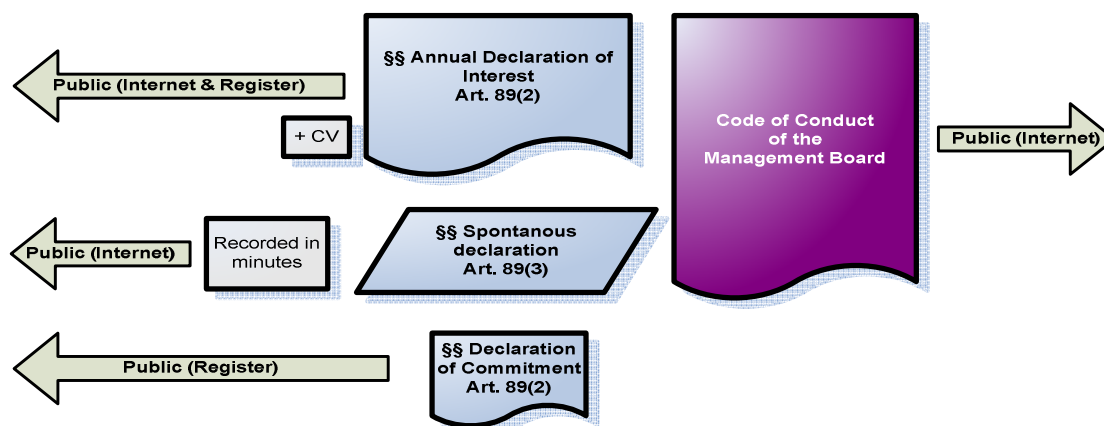 Public (Internet & Register)
+ CV
§§ Annual Declaration of
Interest
Art. 89(2)
Code of Conduct
of the
Management Board
Public (Internet)
Public (Internet)
Recorded in
minutes
§§ Spontanous
declaration
Art. 89(3)
Public (Register)
§§ Declaration
of Commitment
Art. 89(2)